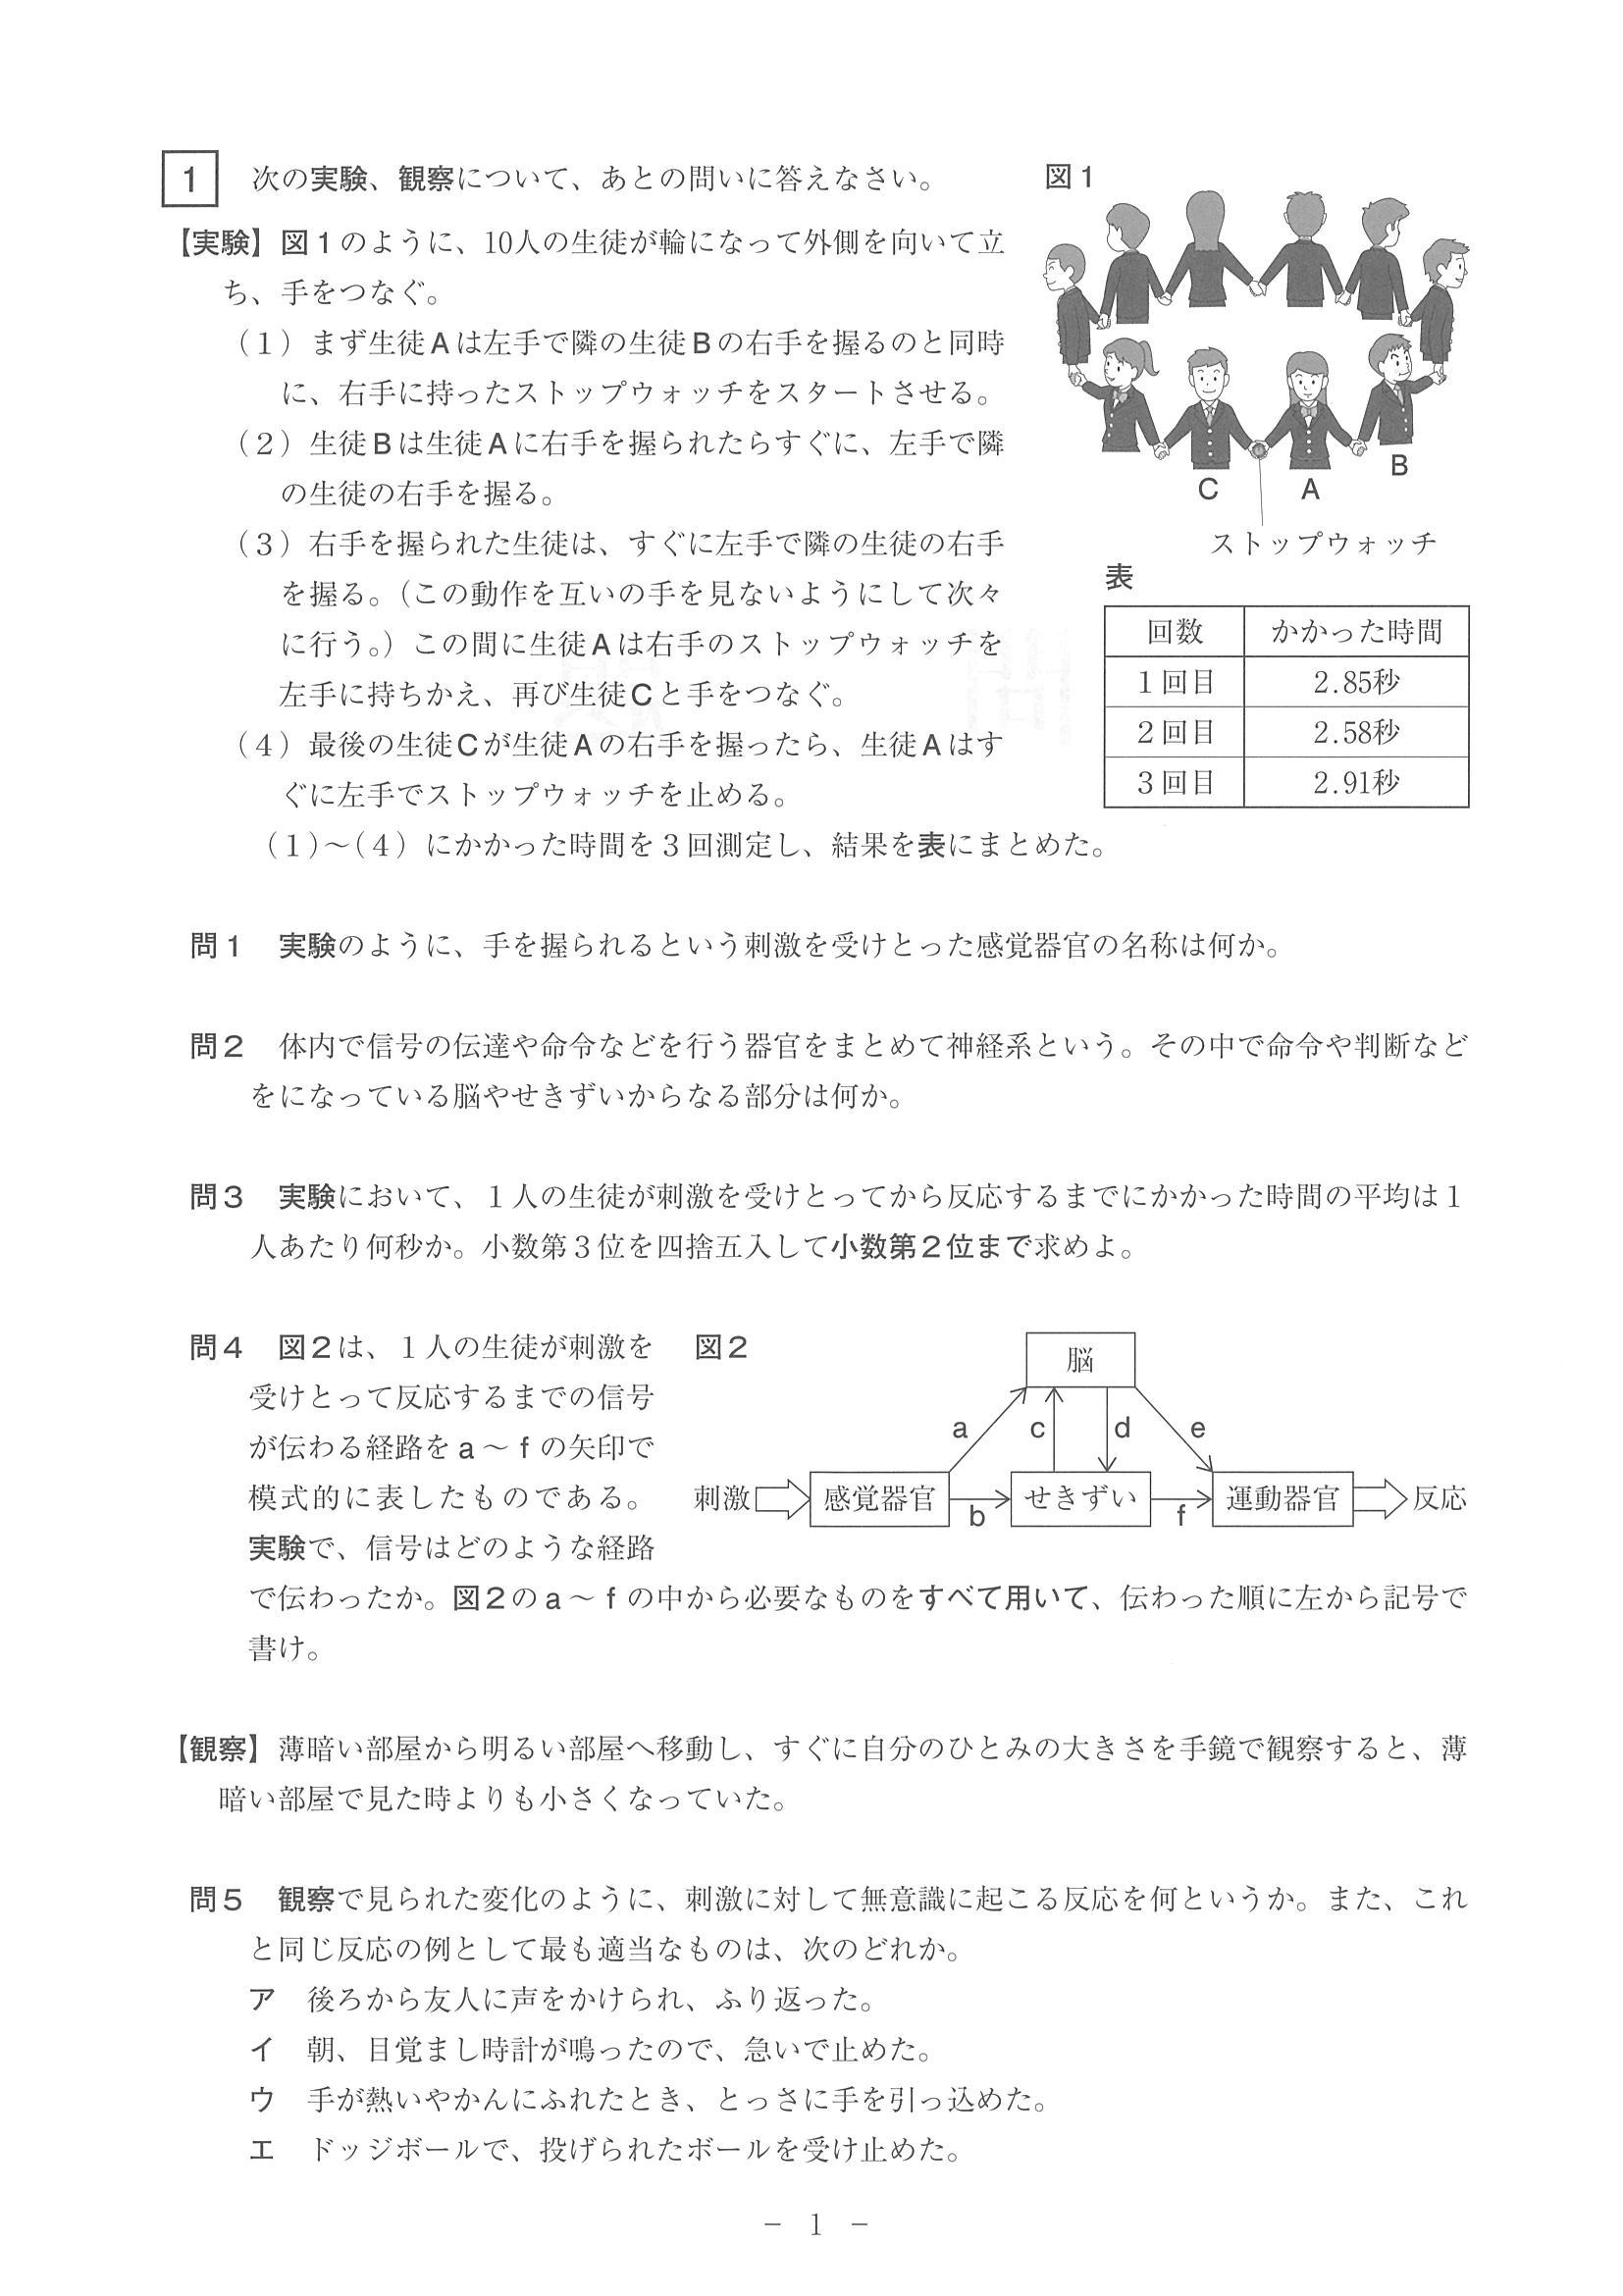 1 次の実験、観察について、あとの問いに答えなさい。
【実験】図1のように、10人の生徒が輪になって外側を向いて立
ち、手をつなぐ。
(1) まず生徒Aは左手で隣の生徒Bの右手を握るのと同時
に、右手に持ったストップウォッチをスタートさせる。
(2) 生徒Bは生徒Aに右手を握られたらすぐに、左手で隣
の生徒の右手を握る。
(3) 右手を握られた生徒は、すぐに左手で隣の生徒の右手
を握る。(この動作を互いの手を見ないようにして次々
に行う。)この間に生徒Aは右手のストップウォッチを
左手に持ちかえ、再び生徒Cと手をつなぐ。
(4) 最後の生徒Cが生徒Aの右手を握ったら、生徒Aはす
ぐに左手でストップウォッチを止める。
(1)～(4) にかかった時間を3回測定し、結果を表にまとめた。
図1
B
C A
ストップウォッチ
表
回数 かかった時間
1回目 2.85秒
2回目 2.58秒
3回目 2.91秒
問1 実験のように、手を握られるという刺激を受けとった感覚器官の名称は何か。
問2 体内で信号の伝達や命令などを行う器官をまとめて神経系という。その中で命令や判断など
をになっている脳やせきずいからなる部分は何か。
問3 実験において、1人の生徒が刺激を受けとってから反応するまでにかかった時間の平均は1
人あたり何秒か。小数第3位を四捨五入して小数第2位まで求めよ。
問4 図2は、1人の生徒が刺激を
受けとって反応するまでの信号
が伝わる経路をa～fの矢印で
模式的に表したものである。
実験で、信号はどのような経路
で伝わったか。図2のa～fの中から必要なものをすべて用いて、伝わった順に左から記号で
書け。
図2
脳
a c d e
刺激 感覚器官 b せきずい f 運動器官 反応
【観察】薄暗い部屋から明るい部屋へ移動し、すぐに自分のひとみの大きさを手鏡で観察すると、薄
暗い部屋で見た時よりも小さくなっていた。
問5 観察で見られた変化のように、刺激に対して無意識に起こる反応を何というか。また、これ
と同じ反応の例として最も適当なものは、次のどれか。
ア 後ろから友人に声をかけられ、ふり返った。
イ 朝、目覚まし時計が鳴ったので、急いで止めた。
ウ 手が熱いやかんにふれたとき、とっさに手を引っ込めた。
エ ドッジボールで、投げられたボールを受け止めた。
－ 1 －